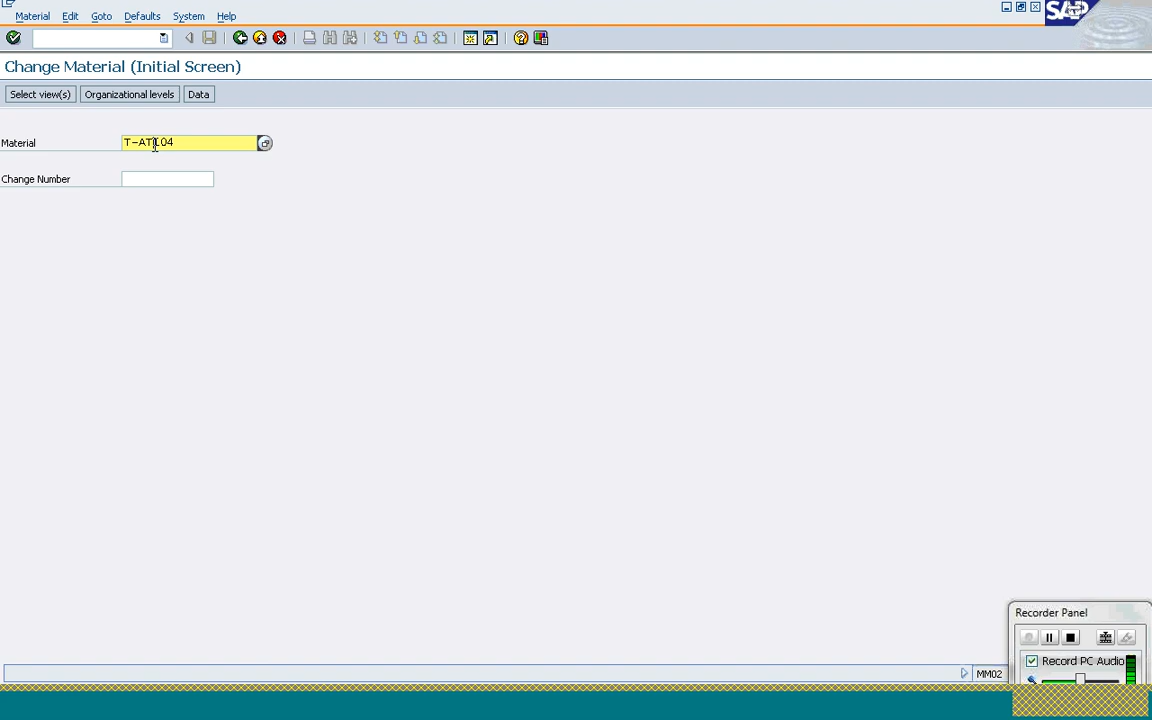 Material Edit Goto Defaults System Help
SAP
Change Material (Initial Screen)
Select view(s) Organizational levels Data
Material
Change Number
MM02
Recorder Panel
Record PC Audio